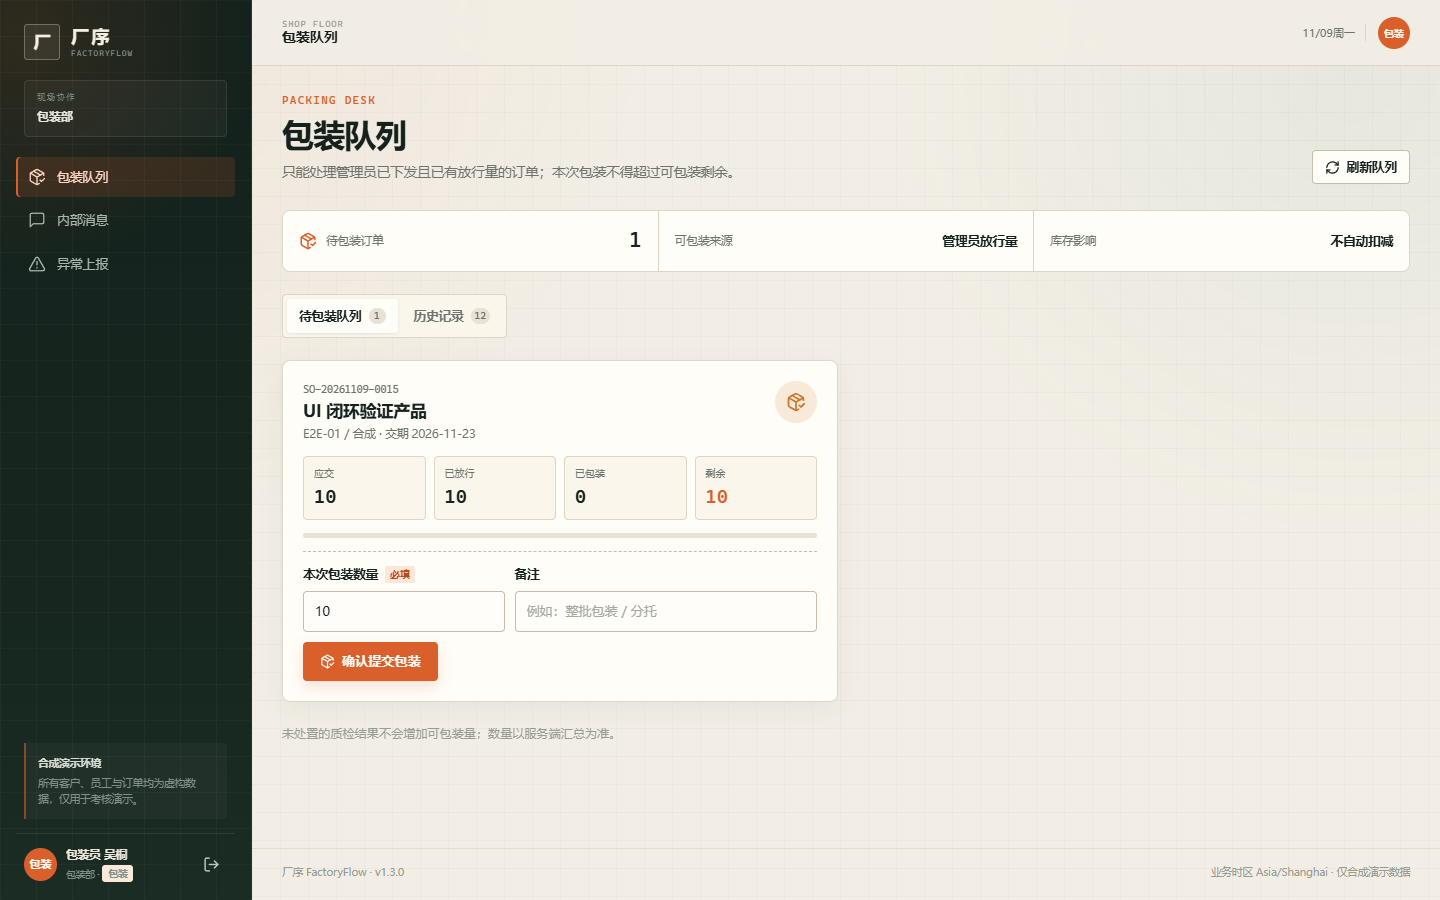 厂 厂序
FACTORYFLOW
现场协作
包装部
包装队列
内部消息
异常上报
合成演示环境
所有客户、员工与订单均为虚构数
据，仅用于考核演示。
包装 包装员 吴桐
包装部 · 包装
SHOP FLOOR
包装队列
11/09周一 包装
PACKING DESK
包装队列
只能处理管理员已下发且已有放行量的订单；本次包装不得超过可包装剩余。
刷新队列
待包装订单 1 可包装来源 管理员放行量 库存影响 不自动扣减
待包装队列 1 历史记录 12
SO-20261109-0015
UI 闭环验证产品
E2E-01 / 合成 · 交期 2026-11-23
应交 已放行 已包装 剩余
10 10 0 10
本次包装数量 必填 备注
10 例如：整批包装 / 分托
确认提交包装
未处置的质检结果不会增加可包装量；数量以服务端汇总为准。
厂序 FactoryFlow · v1.3.0 业务时区 Asia/Shanghai · 仅合成演示数据